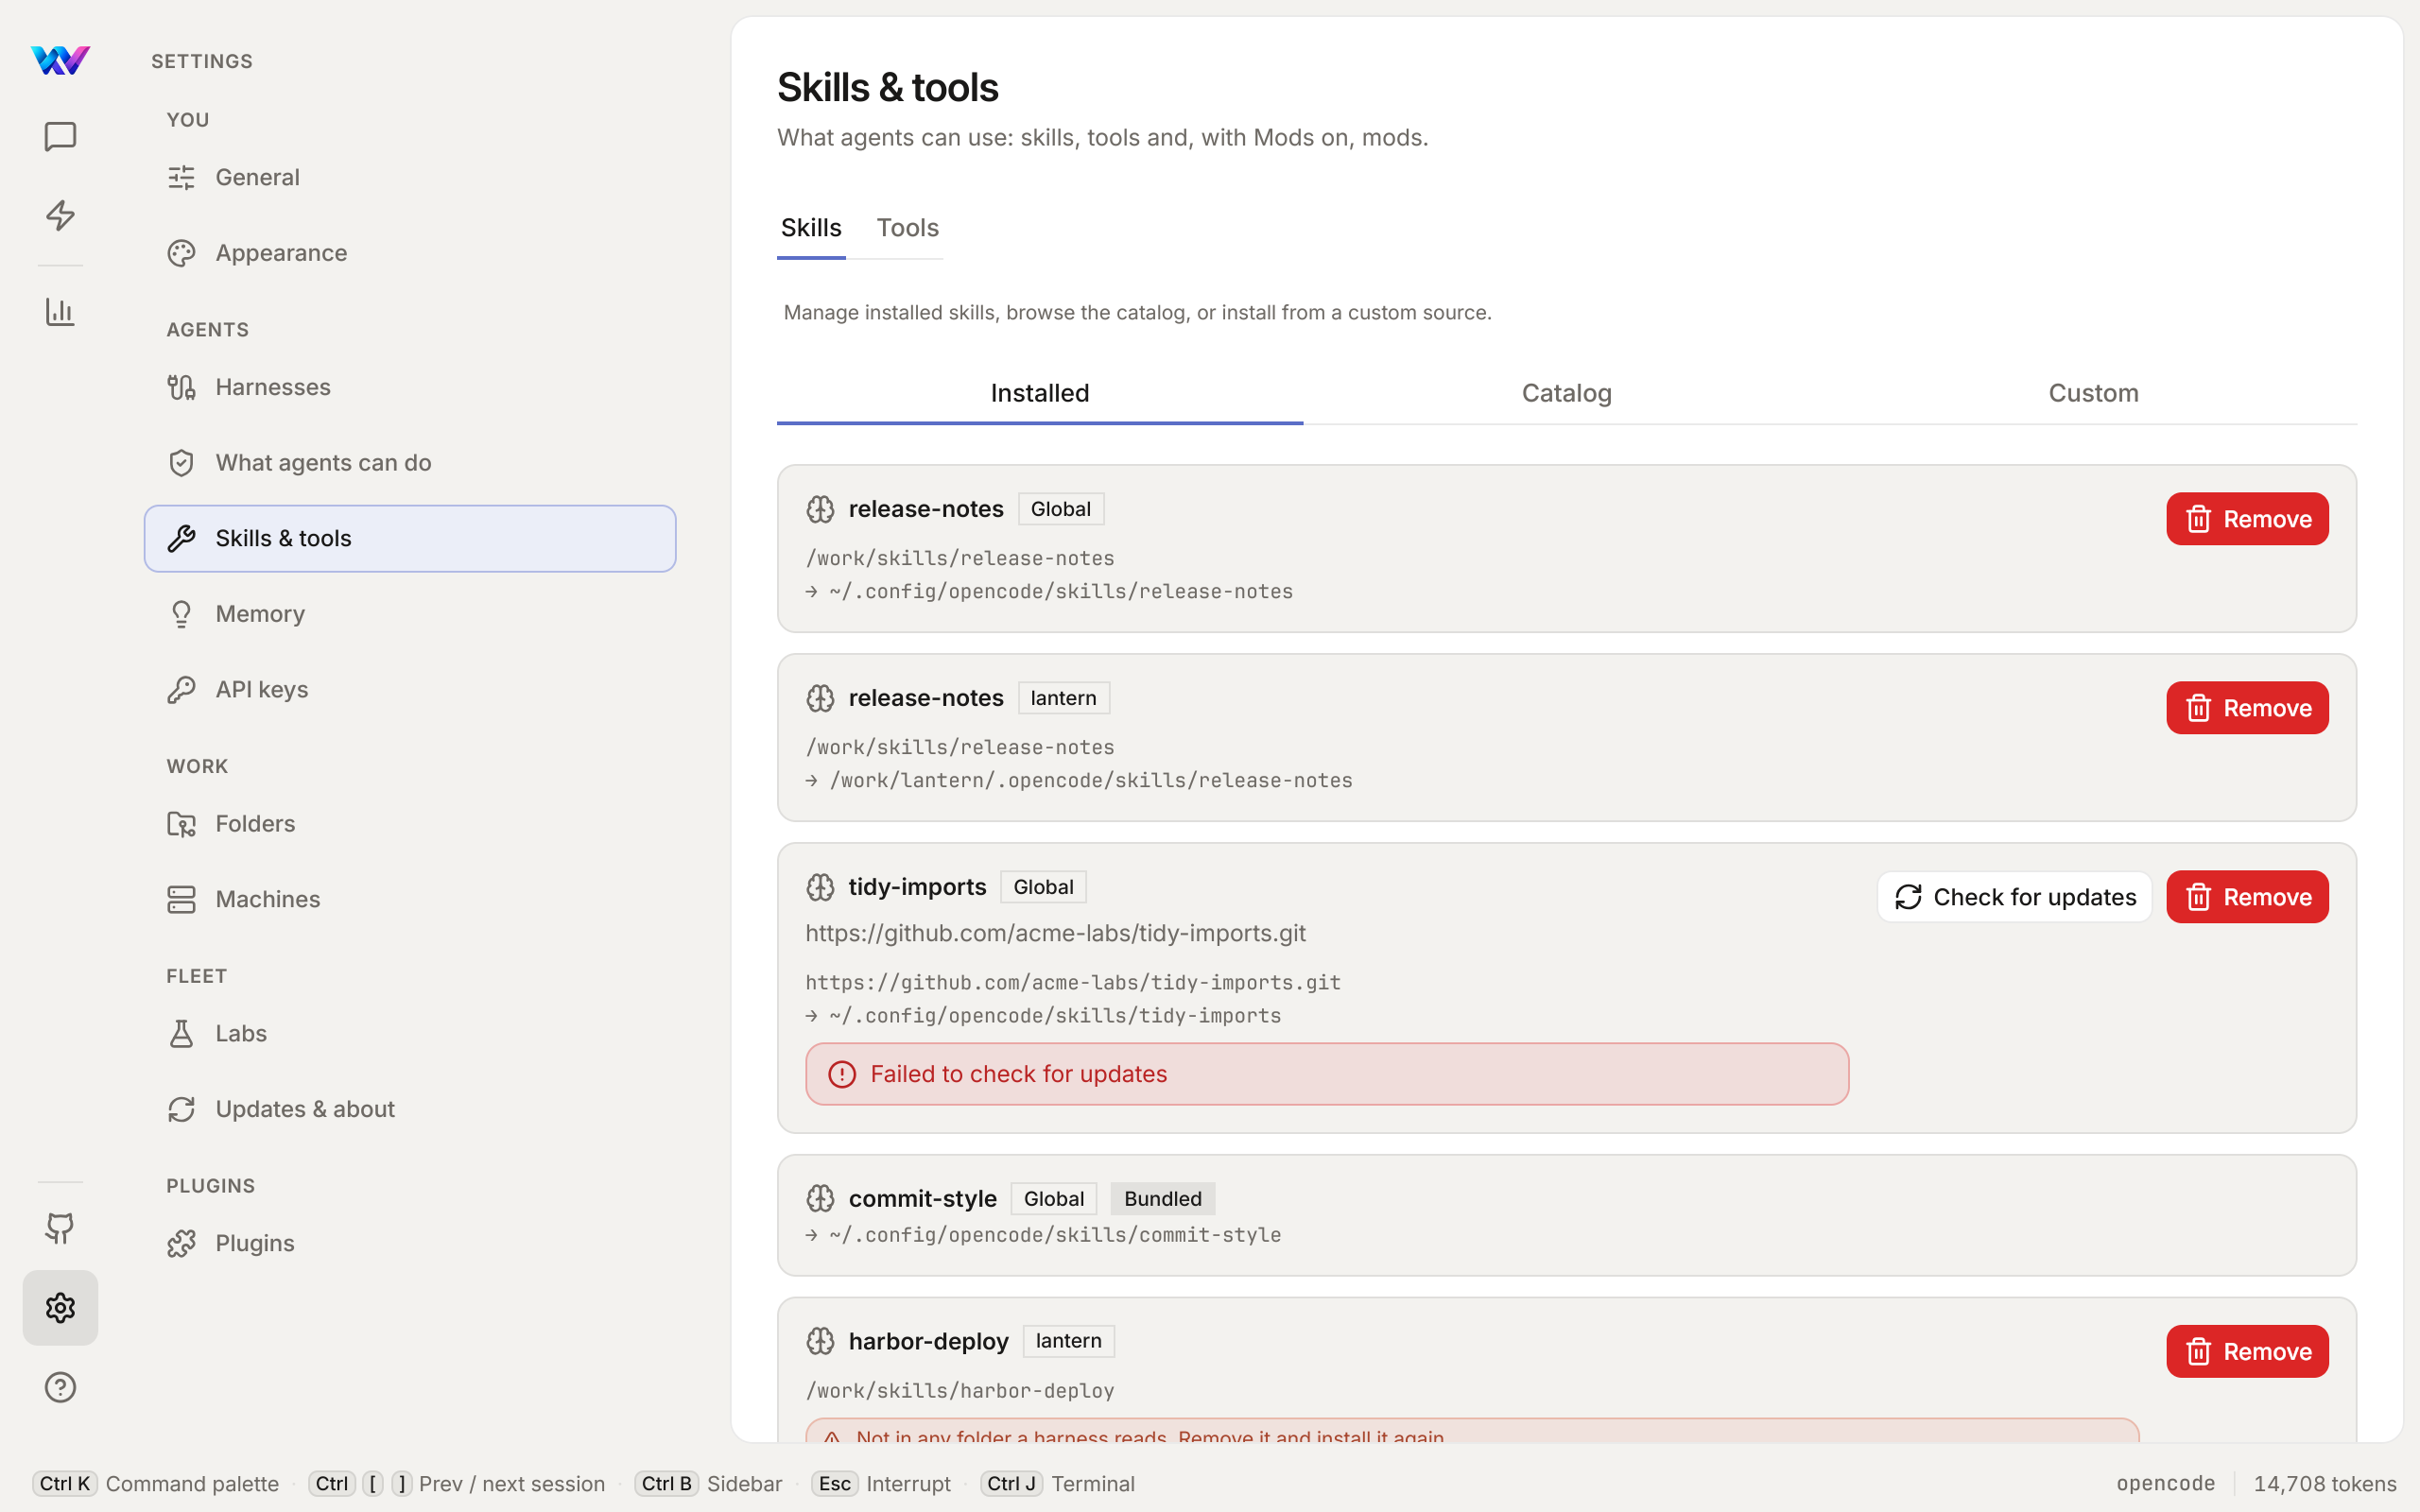 SETTINGS
YOU
General
Appearance
AGENTS
Harnesses
What agents can do
Skills & tools
Memory
API keys
WORK
Folders
Machines
FLEET
Labs
Updates & about
PLUGINS
Plugins
Skills & tools
What agents can use: skills, tools and, with Mods on, mods.
Skills Tools
Manage installed skills, browse the catalog, or install from a custom source.
Installed Catalog Custom
release-notes Global Remove
/work/skills/release-notes
→ ~/.config/opencode/skills/release-notes
release-notes lantern Remove
/work/skills/release-notes
→ /work/lantern/.opencode/skills/release-notes
tidy-imports Global Check for updates Remove
https://github.com/acme-labs/tidy-imports.git
https://github.com/acme-labs/tidy-imports.git
→ ~/.config/opencode/skills/tidy-imports
Failed to check for updates
commit-style Global Bundled
→ ~/.config/opencode/skills/commit-style
harbor-deploy lantern Remove
/work/skills/harbor-deploy
Not in any folder a harness reads. Remove it and install it again.
Ctrl K Command palette · Ctrl [ ] Prev / next session · Ctrl B Sidebar · Esc Interrupt · Ctrl J Terminal
opencode 14,708 tokens